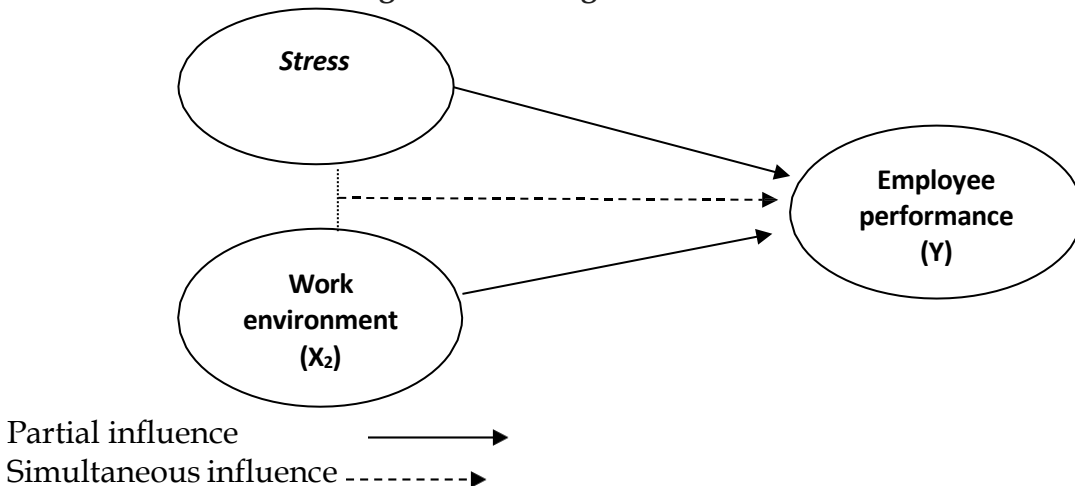 Stress
Employee
performance
(Y)
Work
environment
(X₂)
Partial influence
Simultaneous influence